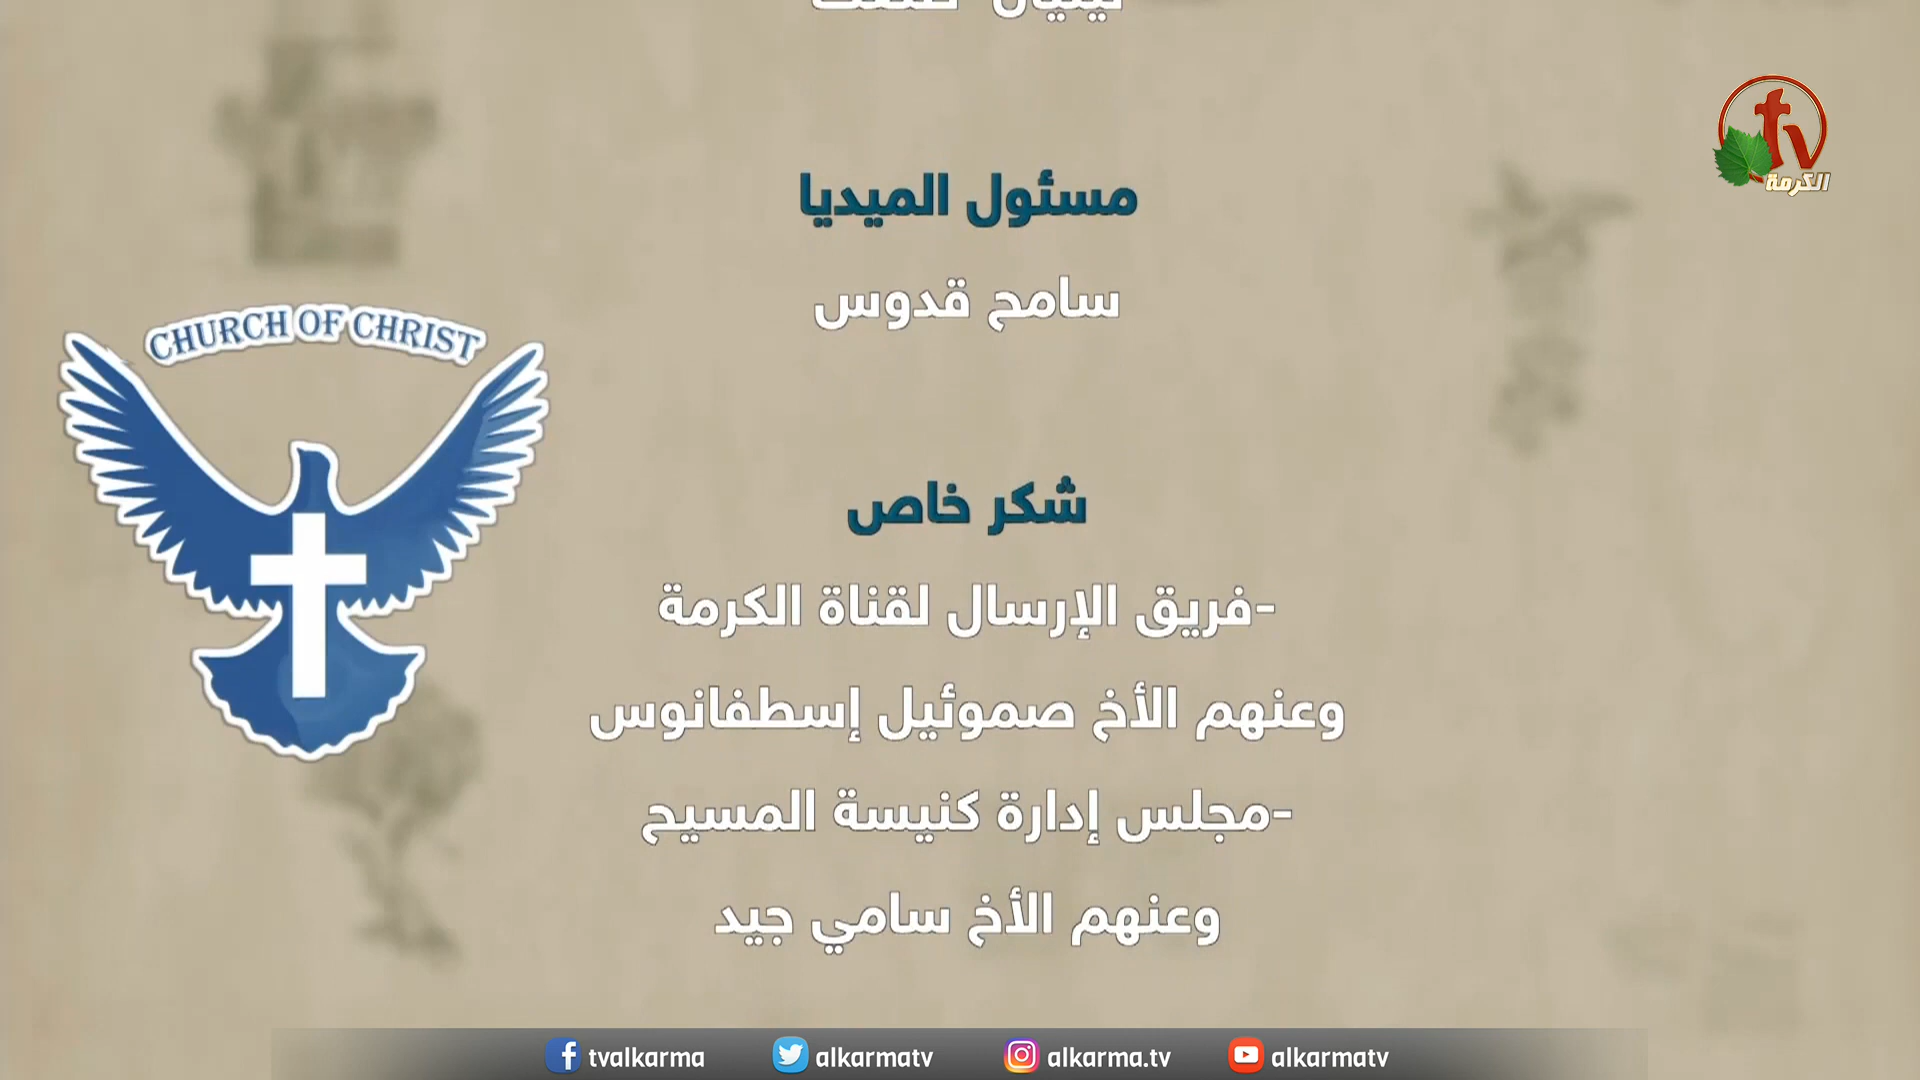 tv
الكرمة
مسئول الميديا
سامح قدوس
CHURCH OF CHRIST
شكر خاص
-فريق الإرسال لقناة الكرمة
وعنهم الأخ صموئيل إسطفانوس
-مجلس إدارة كنيسة المسيح
وعنهم الأخ سامي جيد
tvalkarma alkarmatv alkarma.tv alkarmatv